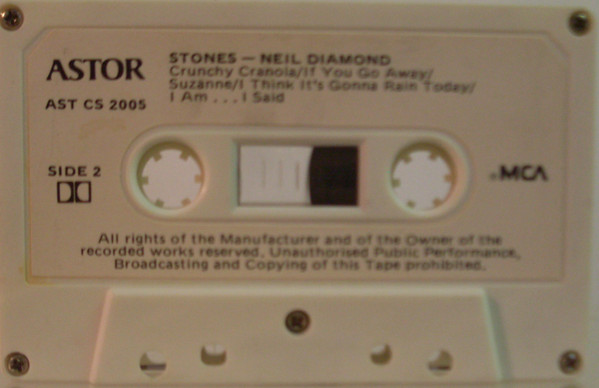 STONES — NEIL DIAMOND
Crunchy Granola/If You Go Away/
Suzanne/I Think It's Gonna Rain Today/
I Am . . . I Said
ASTOR
AST CS 2005
SIDE 2
MCA
All rights of the Manufacturer and of the Owner of the
recorded works reserved. Unauthorised Public Performance,
Broadcasting and Copying of this Tape prohibited.